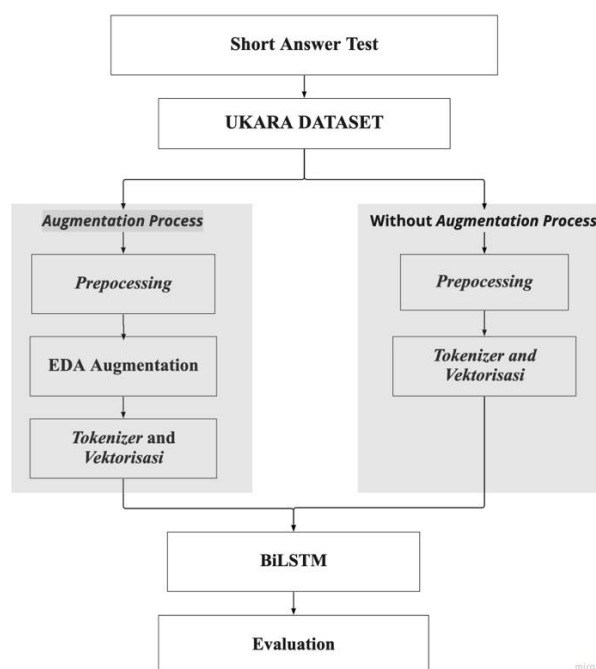 Short Answer Test
UKARA DATASET
Augmentation Process
Prepocessing
EDA Augmentation
Tokenizer and
Vektorisasi
Without Augmentation Process
Prepocessing
Tokenizer and
Vektorisasi
BiLSTM
Evaluation
miro